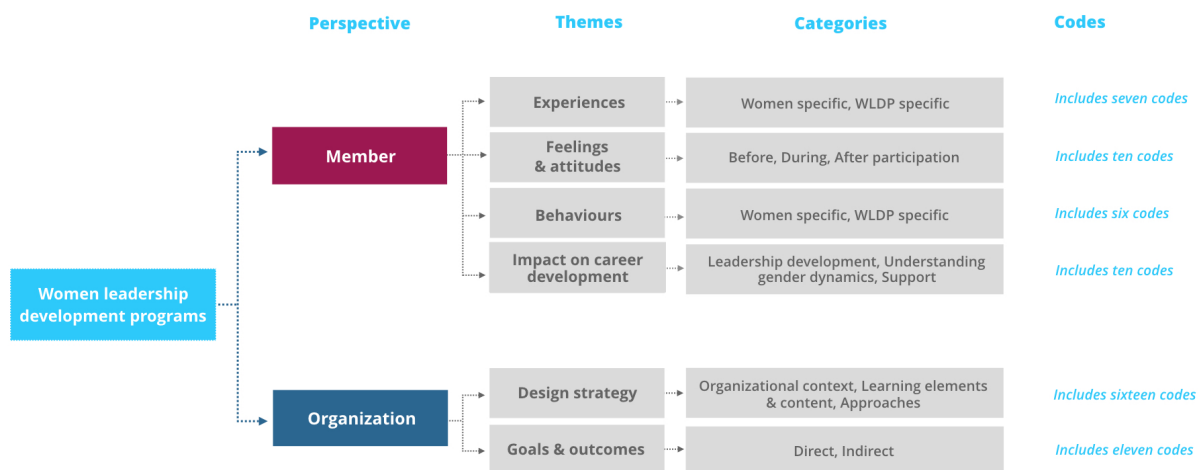 Perspective
Themes
Categories
Codes
Experiences
Women specific, WLDP specific
Includes seven codes
Member
Feelings
& attitudes
Before, During, After participation
Includes ten codes
Behaviours
Women specific, WLDP specific
Includes six codes
Impact on career
development
Leadership development, Understanding
gender dynamics, Support
Includes ten codes
Women leadership
development programs
Organization
Design strategy
Organizational context, Learning elements
& content, Approaches
Includes sixteen codes
Goals & outcomes
Direct, Indirect
Includes eleven codes